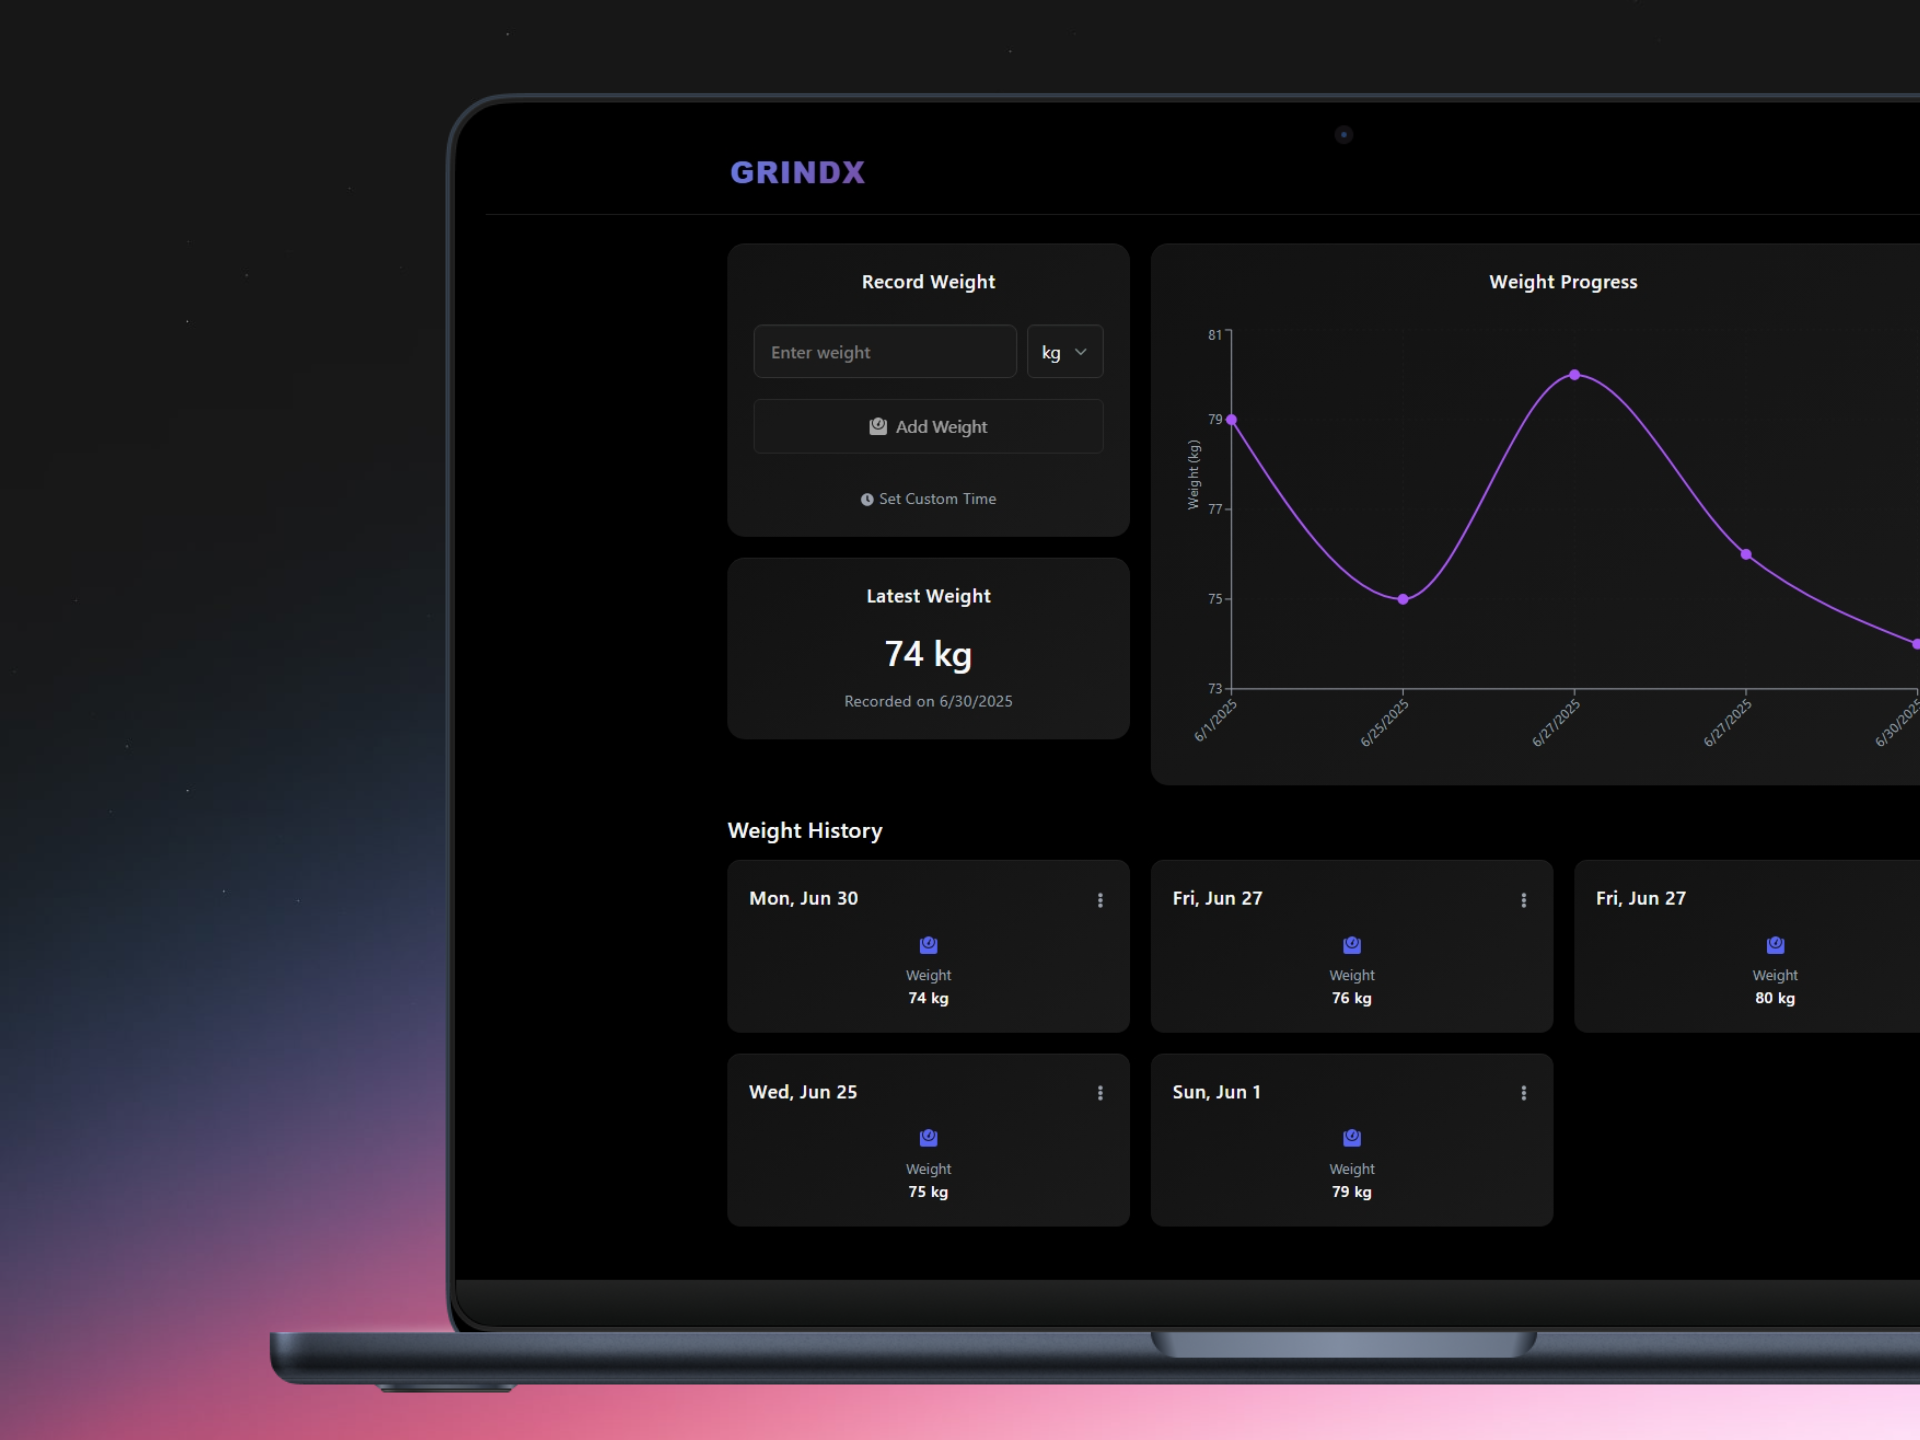 GRINDX
Record Weight
Enter weight
kg
Add Weight
Set Custom Time
Latest Weight
74 kg
Recorded on 6/30/2025
Weight Progress
Weight (kg)
81
79
77
75
73
6/1/2025
6/25/2025
6/27/2025
6/27/2025
6/30/2025
Weight History
Mon, Jun 30
Weight
74 kg
Fri, Jun 27
Weight
76 kg
Fri, Jun 27
Weight
80 kg
Wed, Jun 25
Weight
75 kg
Sun, Jun 1
Weight
79 kg